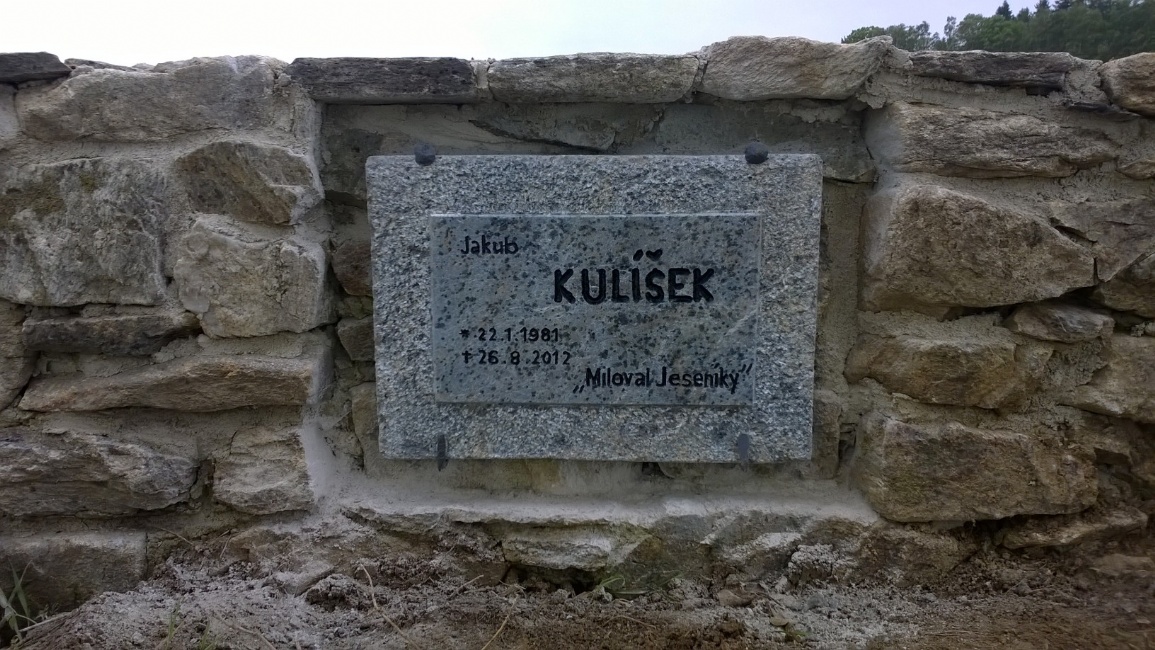 Jakub
KULÍŠEK
* 22.1.1981
† 26.8.2012
„Miloval Jeseníky"